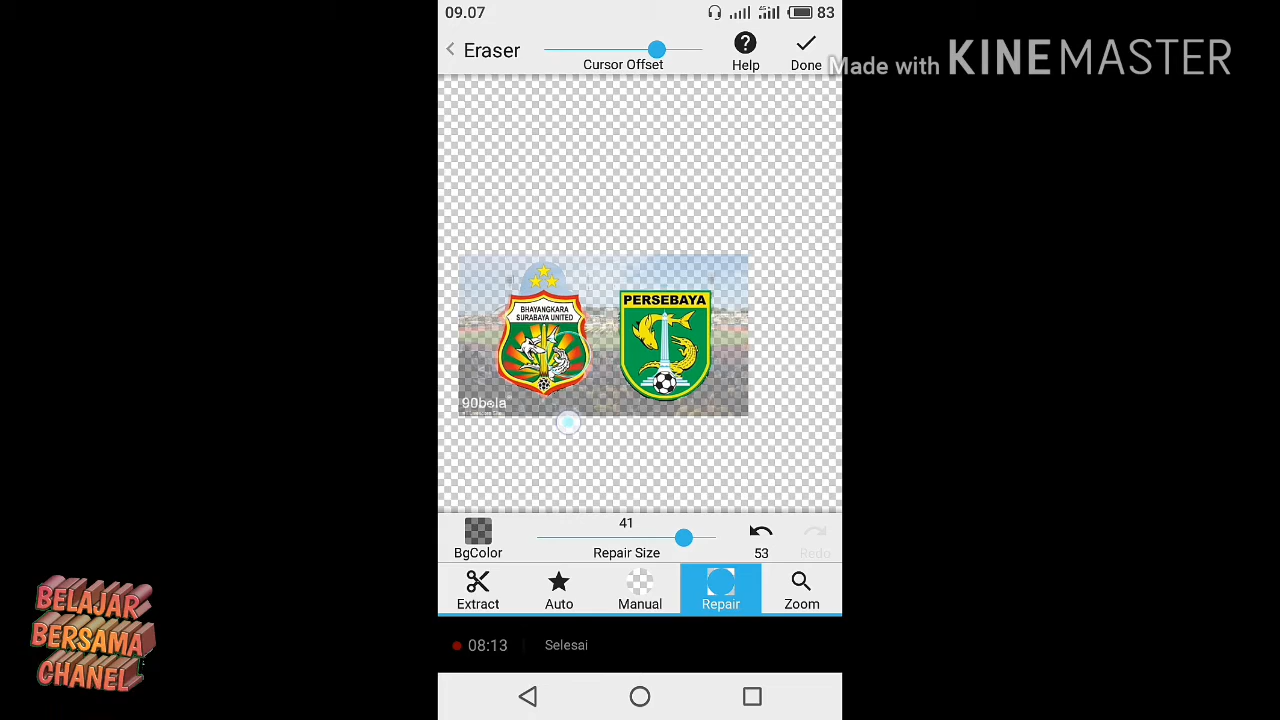 09.07
4G
83
Eraser
Cursor Offset
Help
Done
Made with KINEMASTER
BHAYANGKARA
SURABAYA UNITED
PERSEBAYA
90bola
41
BgColor
Repair Size
53
Redo
Extract
Auto
Manual
Repair
Zoom
BELAJAR
BERSAMA
CHANEL
08:13
Selesai